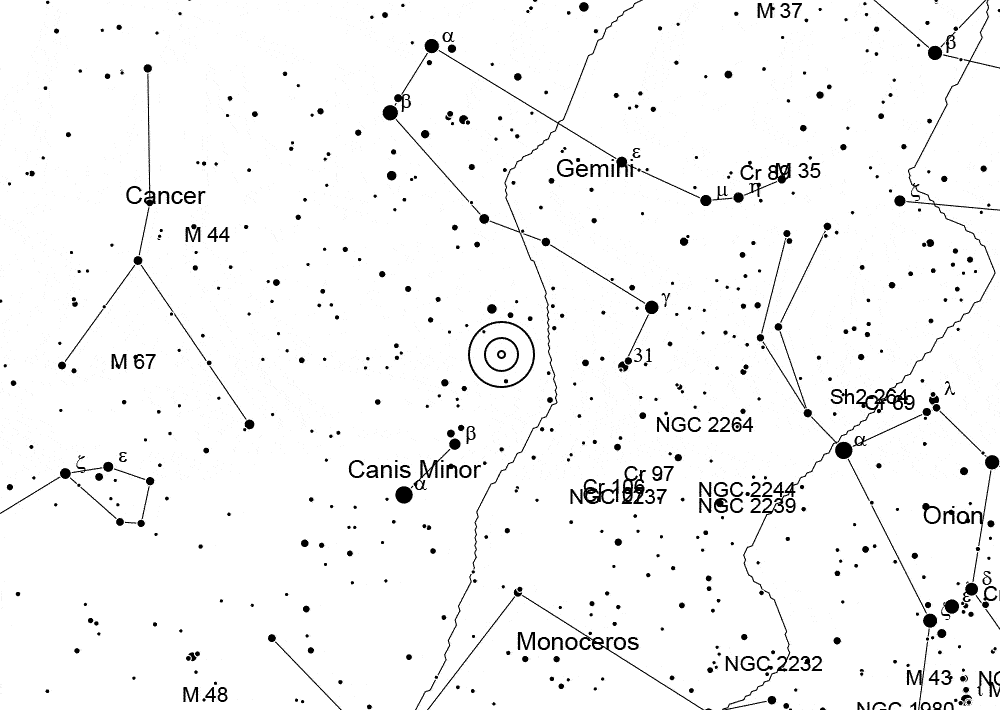 M 37
α
β
β
ε
Gemini
Cr 89
M 35
μ
η
ζ
Cancer
M 44
γ
31
M 67
λ
Sh2-264
Cr 69
NGC 2264
α
β
ζ
ε
Canis Minor
α
Cr 97
Cr 106
NGC 2237
NGC 2244
NGC 2239
Orion
δ
ε
ζ
Monoceros
NGC 2232
M 48
M 43
ι
NGC 1980